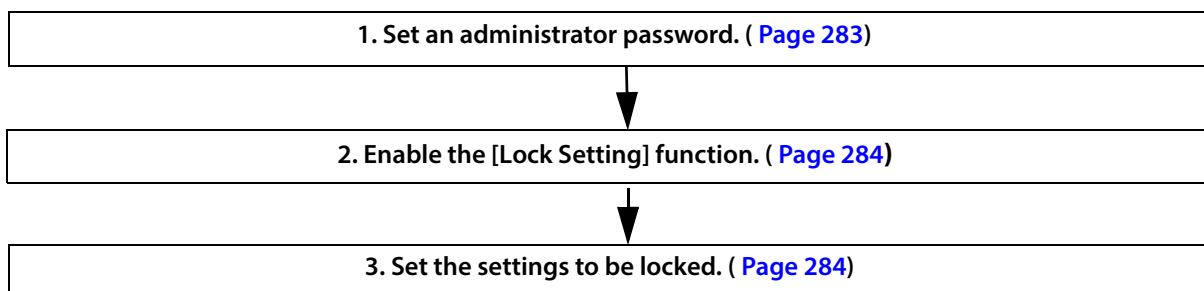 1. Set an administrator password. ( Page 283)
2. Enable the [Lock Setting] function. ( Page 284)
3. Set the settings to be locked. ( Page 284)